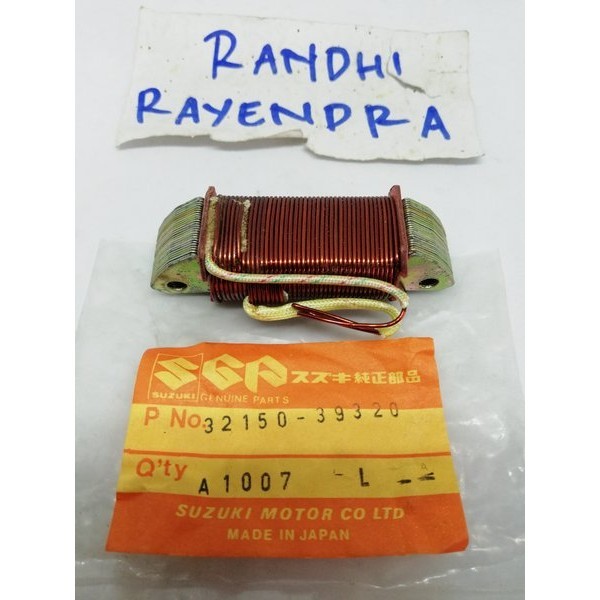 RANDHI
RAYENDRA
SGP スズキ純正部品
SUZUKI GENUINE PARTS
P No. 32150-39320
Q'ty A1007 -L
SUZUKI MOTOR CO LTD
MADE IN JAPAN